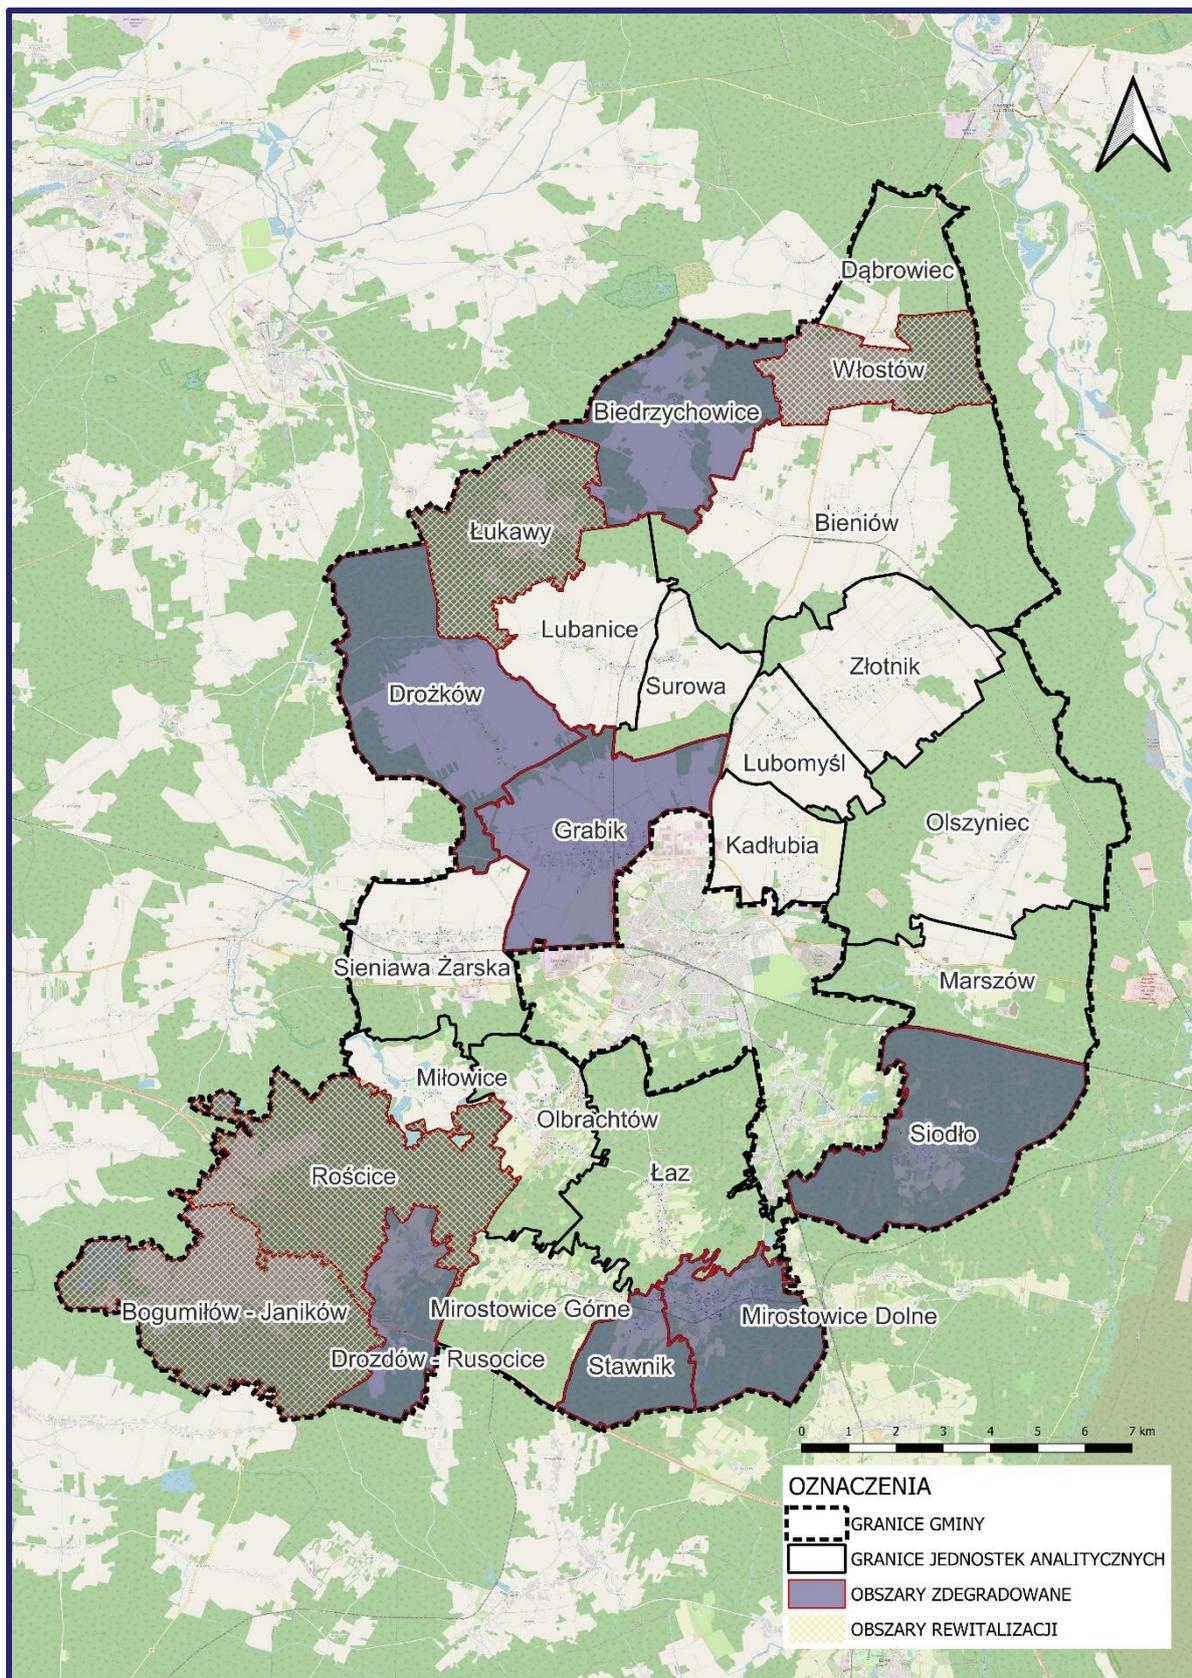 Dąbrowiec
Włostów
Biedrzychowice
Bieniów
Łukawy
Lubanice
Złotnik
Surowa
Drożków
Lubomyśl
Olszyniec
Grabik
Kadłubia
Sieniawa Żarska
Marszów
Miłowice
Olbrachtów
Siodło
Rościce
Łaz
Bogumiłów - Janików
Mirostowice Górne
Mirostowice Dolne
Drozdów - Rusocice
Stawnik
0 1 2 3 4 5 6 7 km
OZNACZENIA
GRANICE GMINY
GRANICE JEDNOSTEK ANALITYCZNYCH
OBSZARY ZDEGRADOWANE
OBSZARY REWITALIZACJI